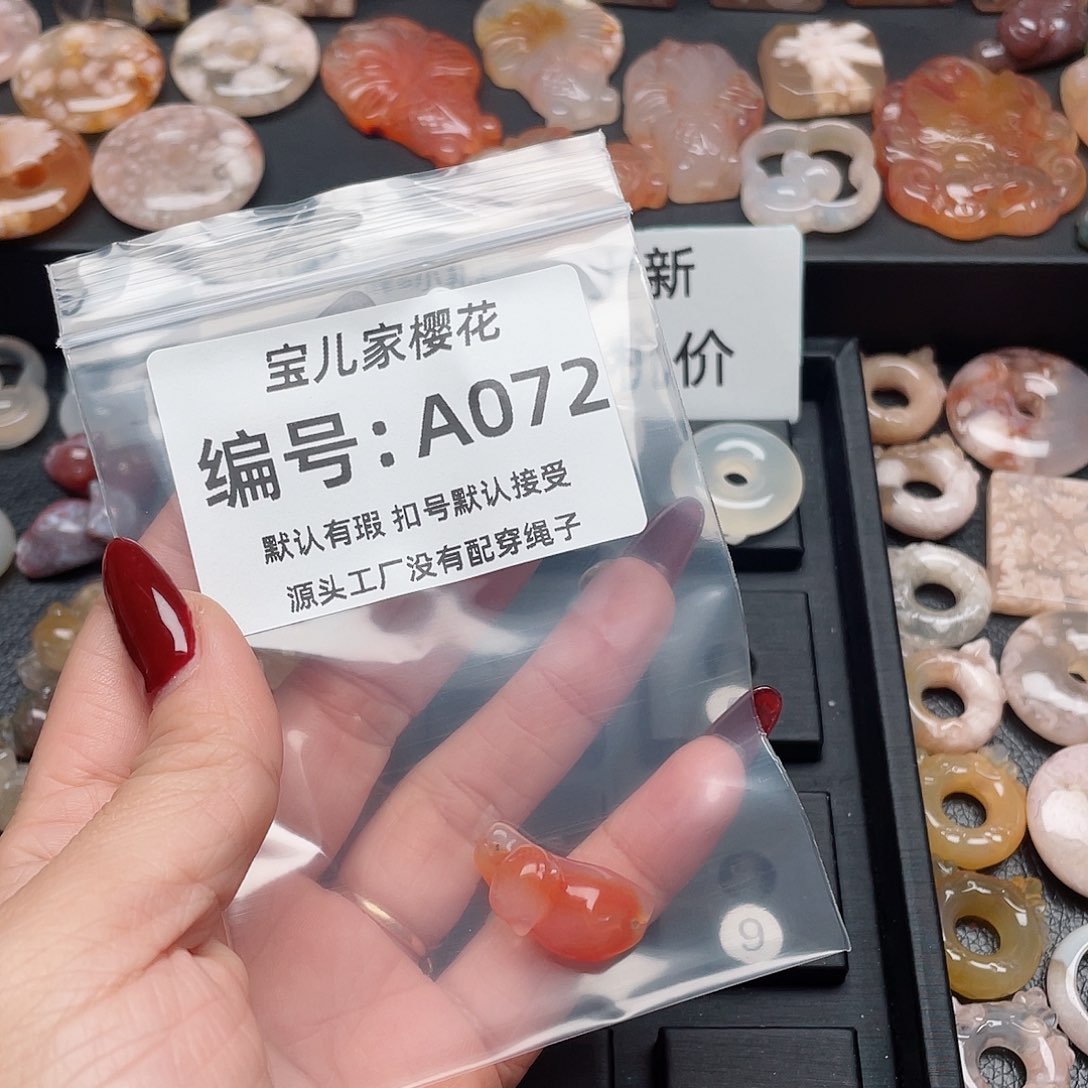 宝儿家樱花
编号：A072
默认有瑕 扣号默认接受
源头工厂没有配穿绳子
新
价
9